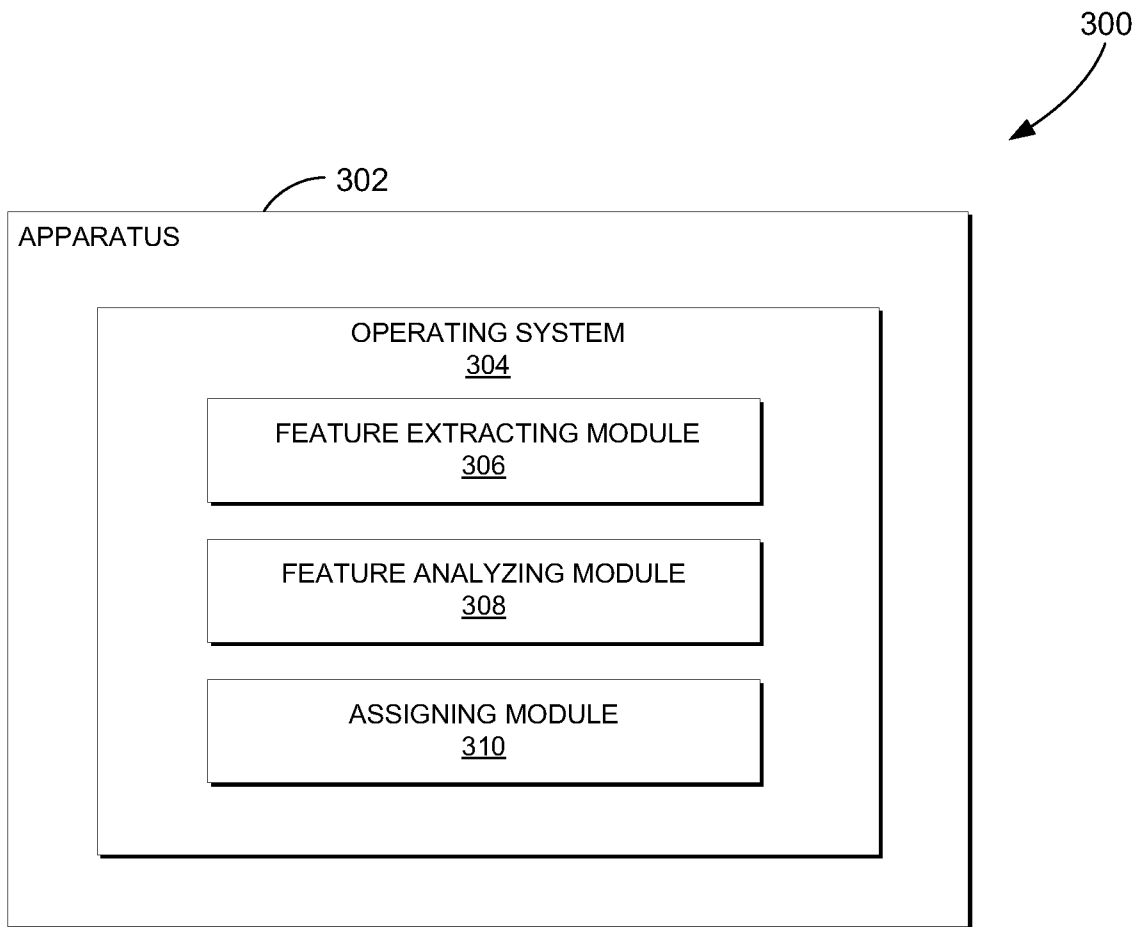 300
302
APPARATUS
OPERATING SYSTEM
304
FEATURE EXTRACTING MODULE
306
FEATURE ANALYZING MODULE
308
ASSIGNING MODULE
310